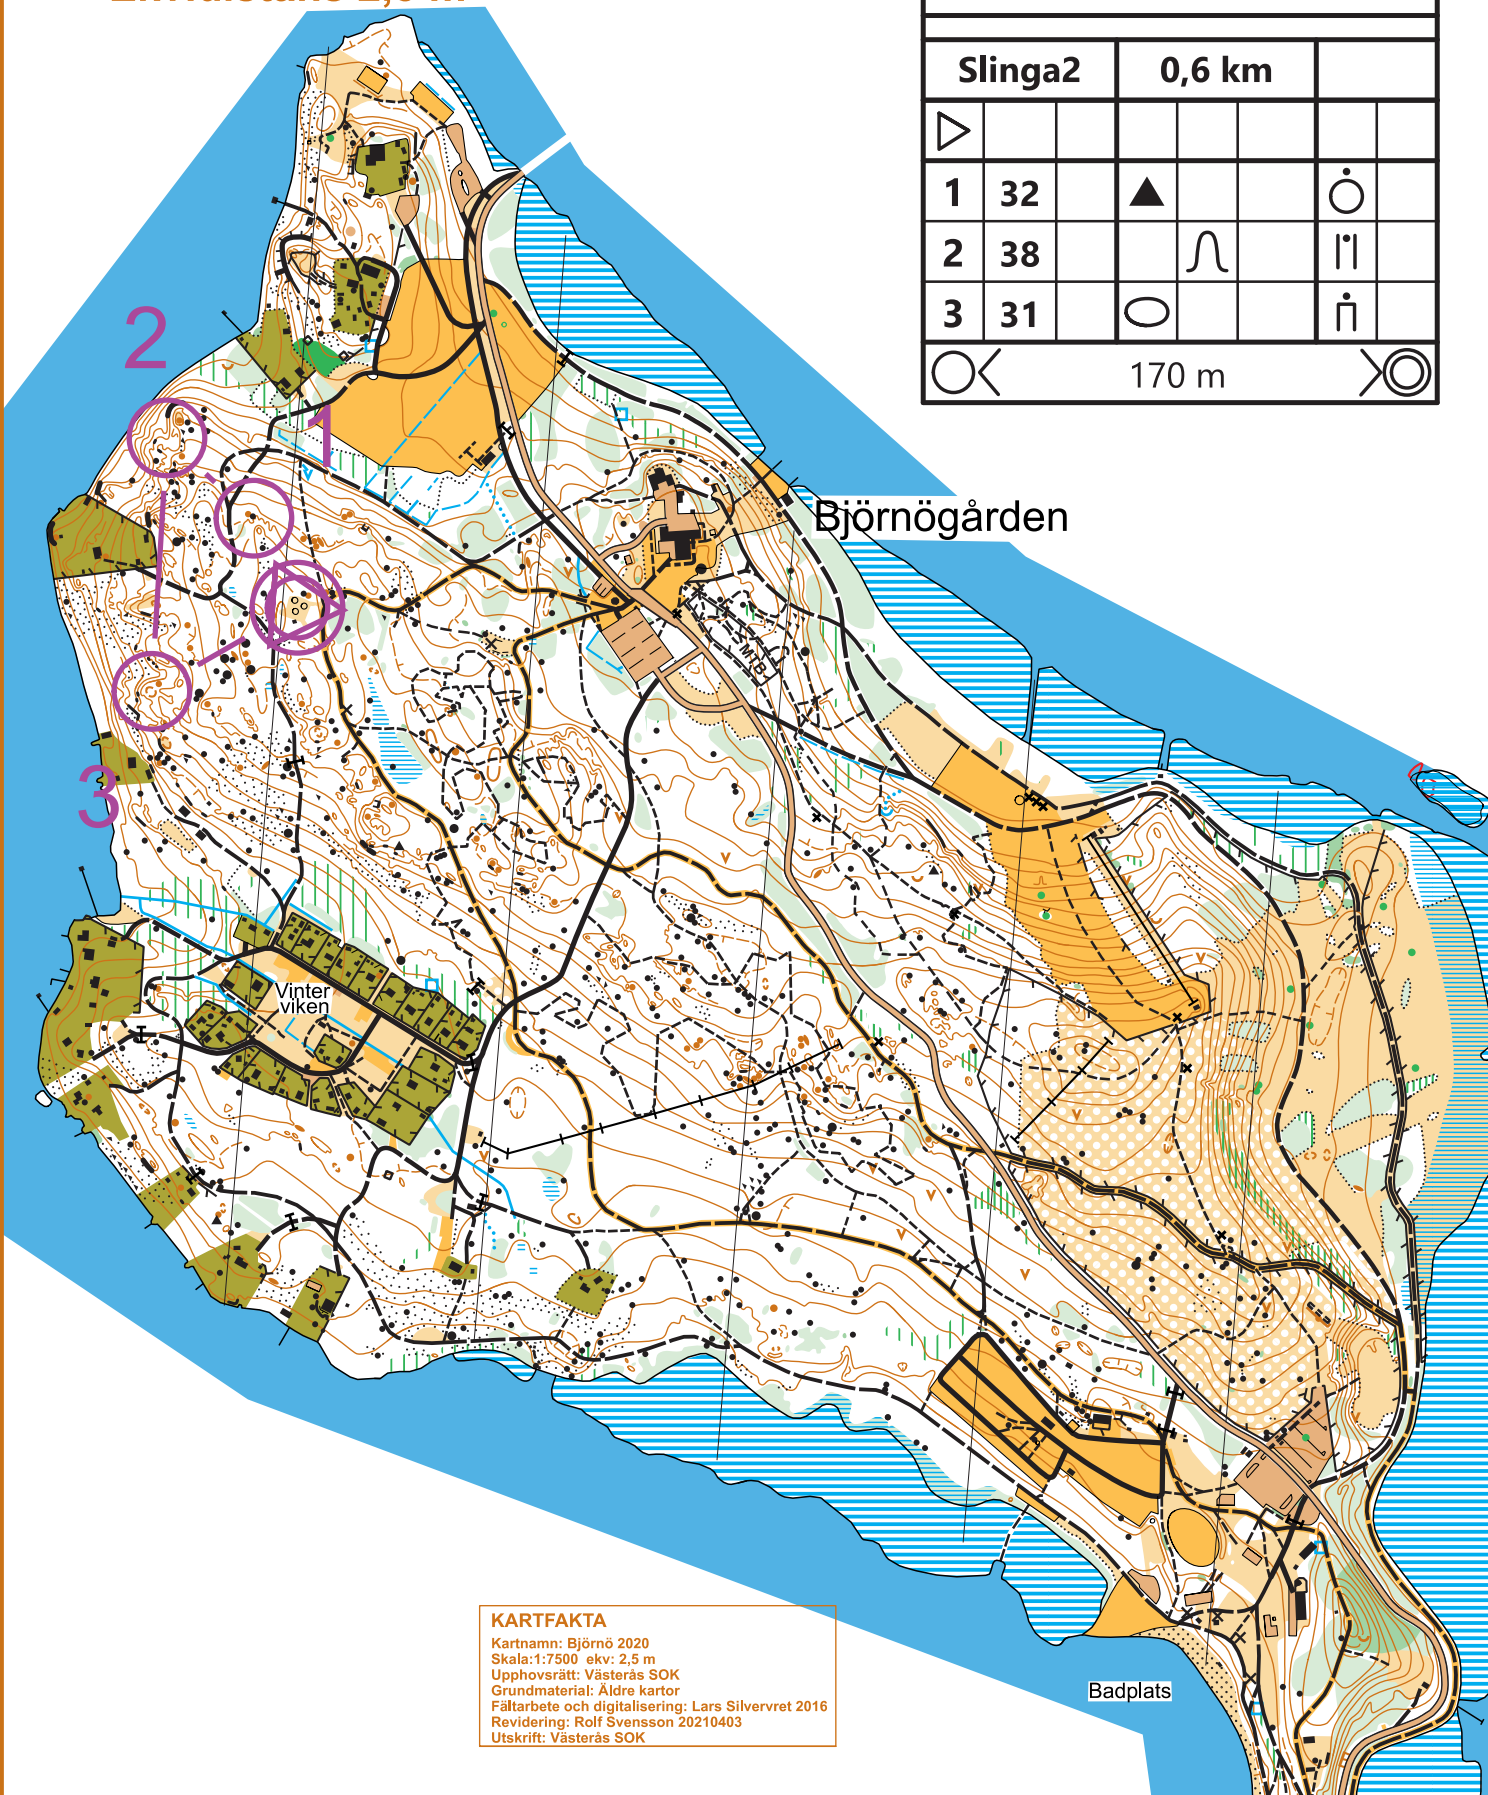 Slinga2 0,6 km
1 32
2 38
3 31
170 m
2
1
3
Björnögården
MTB
Vinter
viken
Badplats
KARTFAKTA
Kartnamn: Björnö 2020
Skala:1:7500 ekv: 2,5 m
Upphovsrätt: Västerås SOK
Grundmaterial: Äldre kartor
Fältarbete och digitalisering: Lars Silvervret 2016
Revidering: Rolf Svensson 20210403
Utskrift: Västerås SOK